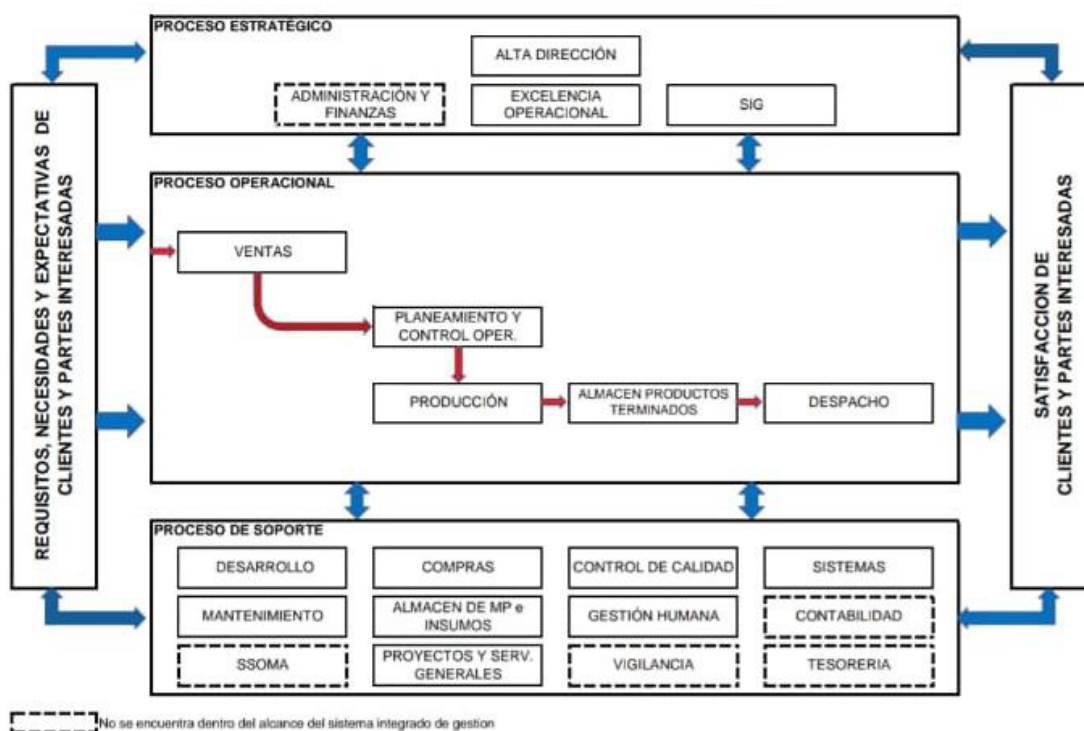 PROCESO ESTRATÉGICO
ALTA DIRECCIÓN
ADMINISTRACIÓN Y
FINANZAS
EXCELENCIA
OPERACIONAL
SIG
REQUISITOS, NECESIDADES Y EXPECTATIVAS DE
CLIENTES Y PARTES INTERESADAS
PROCESO OPERACIONAL
VENTAS
PLANEAMIENTO Y
CONTROL OPER.
PRODUCCIÓN
ALMACEN PRODUCTOS
TERMINADOS
DESPACHO
SATISFACCION DE
CLIENTES Y PARTES INTERESADAS
PROCESO DE SOPORTE
DESARROLLO
COMPRAS
CONTROL DE CALIDAD
SISTEMAS
MANTENIMIENTO
ALMACEN DE MP e
INSUMOS
GESTIÓN HUMANA
CONTABILIDAD
SSOMA
PROYECTOS Y SERV.
GENERALES
VIGILANCIA
TESORERIA
No se encuentra dentro del alcance del sistema integrado de gestion